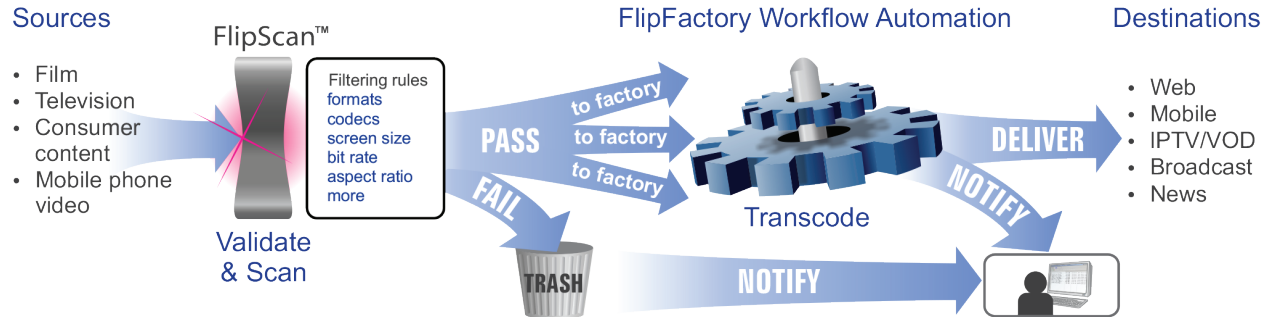 Sources
FlipFactory Workflow Automation
Destinations
FlipScan™
• Film
• Television
• Consumer
content
• Mobile phone
video
Filtering rules
formats
codecs
screen size
bit rate
aspect ratio
more
Validate
& Scan
PASS
FAIL
to factory
to factory
to factory
TRASH
Transcode
DELIVER
NOTIFY
NOTIFY
• Web
• Mobile
• IPTV/VOD
• Broadcast
• News